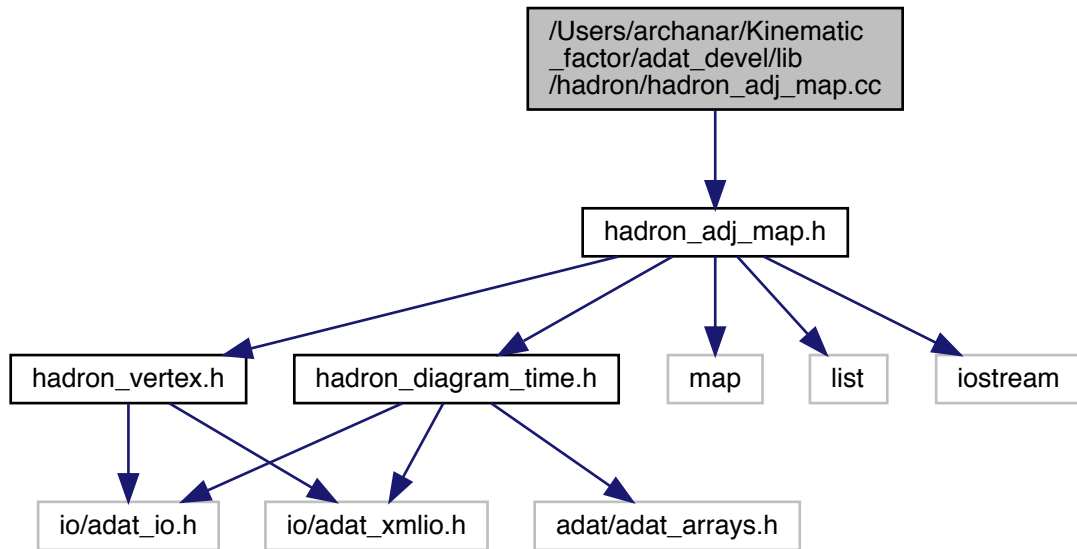 /Users/archanar/Kinematic
_factor/adat_devel/lib
/hadron/hadron_adj_map.cc
hadron_adj_map.h
hadron_vertex.h
hadron_diagram_time.h
map
list
iostream
io/adat_io.h
io/adat_xmlio.h
adat/adat_arrays.h